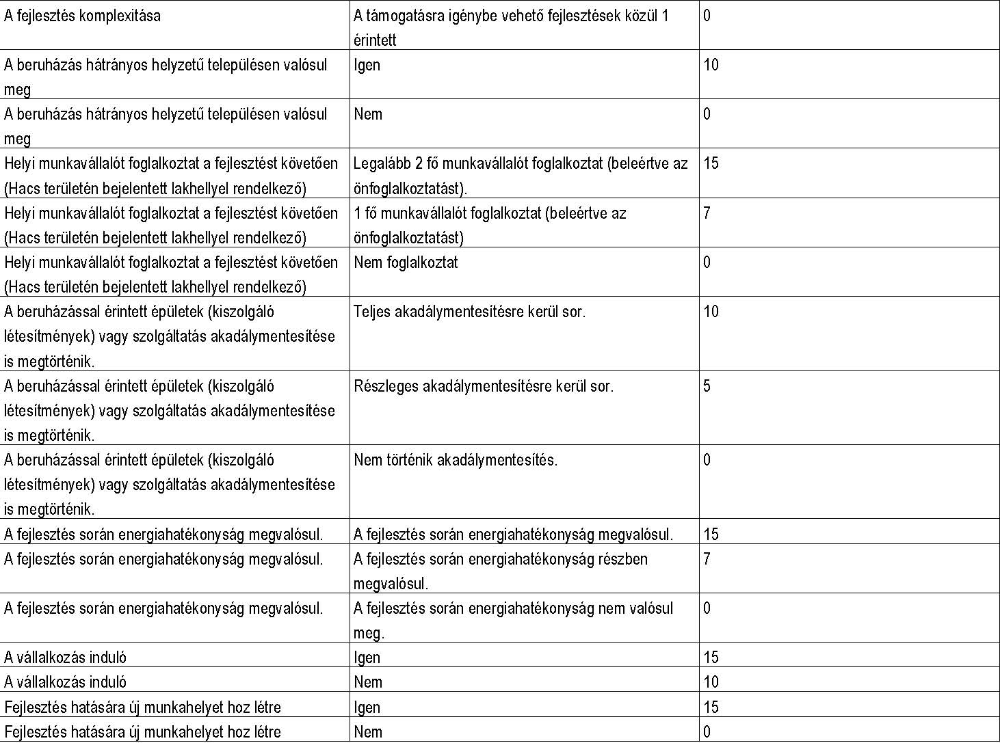 A fejlesztés komplexitása
A támogatásra igénybe vehető fejlesztések közül 1
érintett
0
A beruházás hátrányos helyzetű településen valósul
meg
Igen
10
A beruházás hátrányos helyzetű településen valósul
meg
Nem
0
Helyi munkavállalót foglalkoztat a fejlesztést követően
(Hacs területén bejelentett lakhellyel rendelkező)
Legalább 2 fő munkavállalót foglalkoztat (beleértve az
önfoglalkoztatást).
15
Helyi munkavállalót foglalkoztat a fejlesztést követően
(Hacs területén bejelentett lakhellyel rendelkező)
1 fő munkavállalót foglalkoztat (beleértve az
önfoglalkoztatást)
7
Helyi munkavállalót foglalkoztat a fejlesztést követően
(Hacs területén bejelentett lakhellyel rendelkező)
Nem foglalkoztat
0
A beruházással érintett épületek (kiszolgáló
létesítmények) vagy szolgáltatás akadálymentesítése
is megtörténik.
Teljes akadálymentesítésre kerül sor.
10
A beruházással érintett épületek (kiszolgáló
létesítmények) vagy szolgáltatás akadálymentesítése
is megtörténik.
Részleges akadálymentesítésre kerül sor.
5
A beruházással érintett épületek (kiszolgáló
létesítmények) vagy szolgáltatás akadálymentesítése
is megtörténik.
Nem történik akadálymentesítés.
0
A fejlesztés során energiahatékonyság megvalósul.
A fejlesztés során energiahatékonyság megvalósul.
15
A fejlesztés során energiahatékonyság megvalósul.
A fejlesztés során energiahatékonyság részben
megvalósul.
7
A fejlesztés során energiahatékonyság megvalósul.
A fejlesztés során energiahatékonyság nem valósul
meg.
0
A vállalkozás induló
Igen
15
A vállalkozás induló
Nem
10
Fejlesztés hatására új munkahelyet hoz létre
Igen
15
Fejlesztés hatására új munkahelyet hoz létre
Nem
0